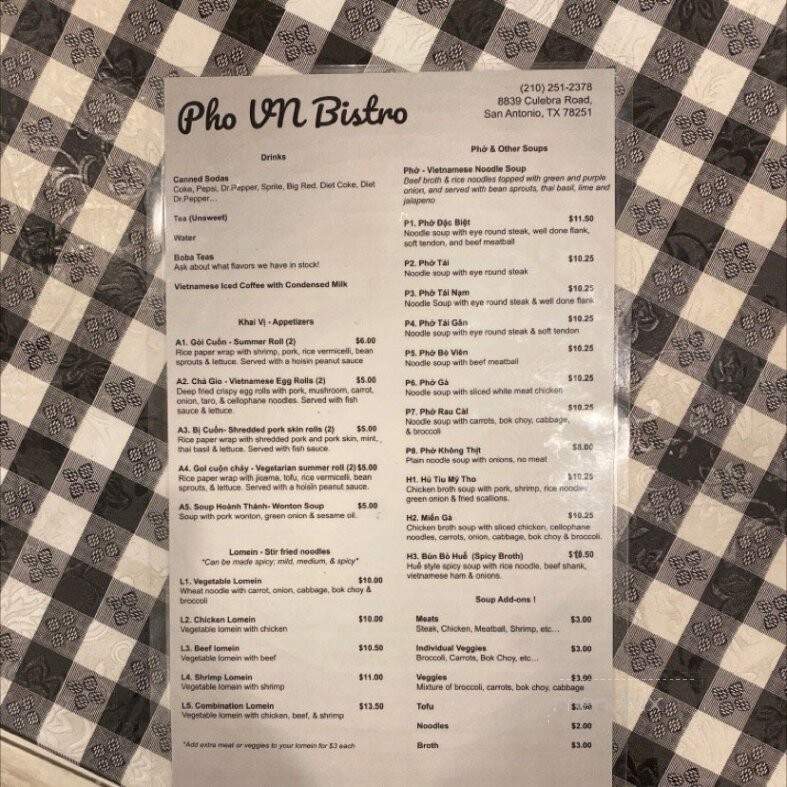 Pho VN Bistro
(210) 251-2378
8839 Culebra Road,
San Antonio, TX 78251
Drinks
Canned Sodas
Coke, Pepsi, Dr.Pepper, Sprite, Big Red, Diet Coke, Diet
Dr.Pepper...
Tea (Unsweet)
Water
Boba Teas
Ask about what flavors we have in stock!
Vietnamese Iced Coffee with Condensed Milk
Khai Vị - Appetizers
A1. Gỏi Cuốn - Summer Roll (2) $6.00
Rice paper wrap with shrimp, pork, rice vermicelli, bean
sprouts & lettuce. Served with a hoisin peanut sauce
A2. Chả Gio - Vietnamese Egg Rolls (2) $5.00
Deep fried crispy egg rolls with pork, mushroom, carrot,
onion, taro, & cellophane noodles. Served with fish
sauce & lettuce.
A3. Bị Cuốn- Shredded pork skin rolls (2) $5.00
Rice paper wrap with shredded pork and pork skin, mint,
thai basil & lettuce. Served with fish sauce.
A4. Goi cuộn chảy - Vegetarian summer roll (2) $5.00
Rice paper wrap with jicama, tofu, rice vermicelli, bean
sprouts, & lettuce. Served with a hoisin peanut sauce.
A5. Soup Hoành Thành- Wonton Soup $5.00
Soup with pork wonton, green onion & sesame oil.
Lomein - Stir fried noodles
"Can be made spicy: mild, medium, & spicy"
L1. Vegetable Lomein $10.00
Wheat noodle with carrot, onion, cabbage, bok choy &
broccoli
L2. Chicken Lomein $10.00
Vegetable lomein with chicken
L3. Beef lomein $10.50
Vegetable lomein with beef
L4. Shrimp Lomein $11.00
Vegetable lomein with shrimp
L5. Combination Lomein $13.50
Vegetable lomein with chicken, beef, & shrimp
*Add extra meat or veggies to your lomein for $3 each
Phở & Other Soups
Phở - Vietnamese Noodle Soup
Beef broth & rice noodles topped with green and purple
onion, and served with bean sprouts, thai basil, lime and
jalapeno
P1. Phở Đặc Biệt $11.50
Noodle soup with eye round steak, well done flank,
soft tendon, and beef meatball
P2. Phở Tái $10.25
Noodle soup with eye round steak
P3. Phở Tái Nạm $10.25
Noodle Soup with eye round steak & well done flank
P4. Phở Tái Gân $10.25
Noodle soup with eye round steak & soft tendon
P5. Phở Bò Viên $10.25
Noodle soup with beef meatball
P6. Phở Gà $10.25
Noodle soup with sliced white meat chicken
P7. Phở Rau Cải $10.25
Noodle soup with carrots, bok choy, cabbage,
& broccoli
P8. Phở Không Thịt $8.00
Plain noodle soup with onions, no meat
H1. Hủ Tiu Mỹ Tho $10.25
Chicken broth soup with pork, shrimp, rice noodles,
green onion & fried scallions.
H2. Miến Gà $10.25
Chicken broth soup with sliced chicken, cellophane
noodles, carrots, onion, cabbage, bok choy & broccoli.
H3. Bún Bò Huế (Spicy Broth) $10.50
Huế style spicy soup with rice noodle, beef shank,
vietnamese ham & onions.
Soup Add-ons !
Meats $3.00
Steak, Chicken, Meatball, Shrimp, etc...
Individual Veggies $3.00
Broccoli, Carrots, Bok Choy, etc...
Veggies $3.00
Mixture of broccoli, carrots, bok choy, cabbage
Tofu
Noodles $2.00
Broth $3.00